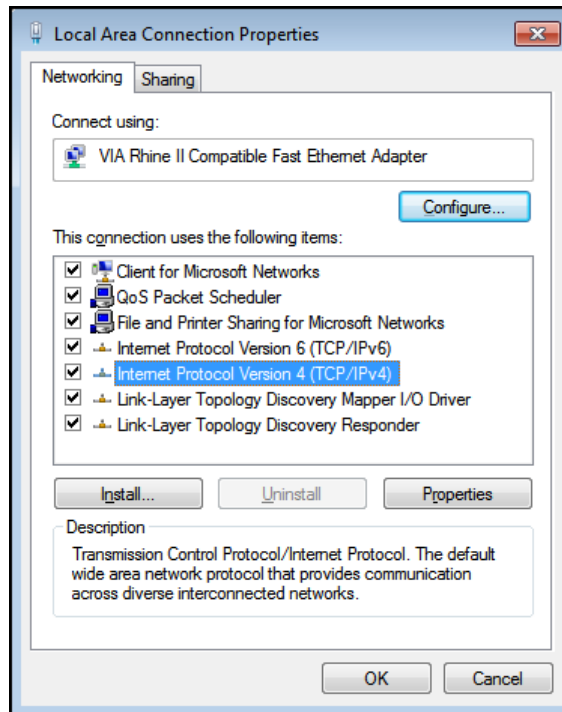 Local Area Connection Properties
Networking
Sharing
Connect using:
VIA Rhine II Compatible Fast Ethernet Adapter
Configure...
This connection uses the following items:
Client for Microsoft Networks
QoS Packet Scheduler
File and Printer Sharing for Microsoft Networks
Internet Protocol Version 6 (TCP/IPv6)
Internet Protocol Version 4 (TCP/IPv4)
Link-Layer Topology Discovery Mapper I/O Driver
Link-Layer Topology Discovery Responder
Install...
Uninstall
Properties
Description
Transmission Control Protocol/Internet Protocol. The default
wide area network protocol that provides communication
across diverse interconnected networks.
OK
Cancel